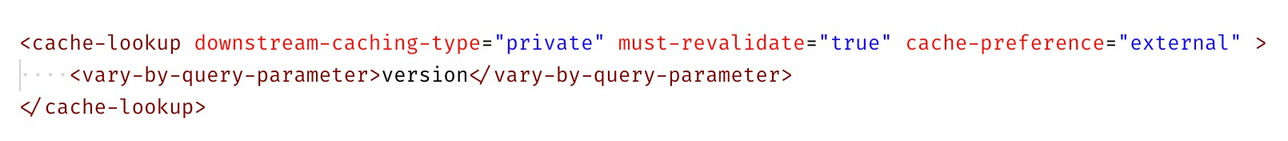 <cache-lookup downstream-caching-type="private" must-revalidate="true" cache-preference="external" >
····<vary-by-query-parameter>version</vary-by-query-parameter>
</cache-lookup>